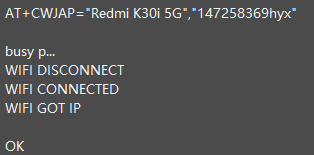 AT+CWJAP="Redmi K30i 5G","147258369hyx"
busy p...
WIFI DISCONNECT
WIFI CONNECTED
WIFI GOT IP
OK